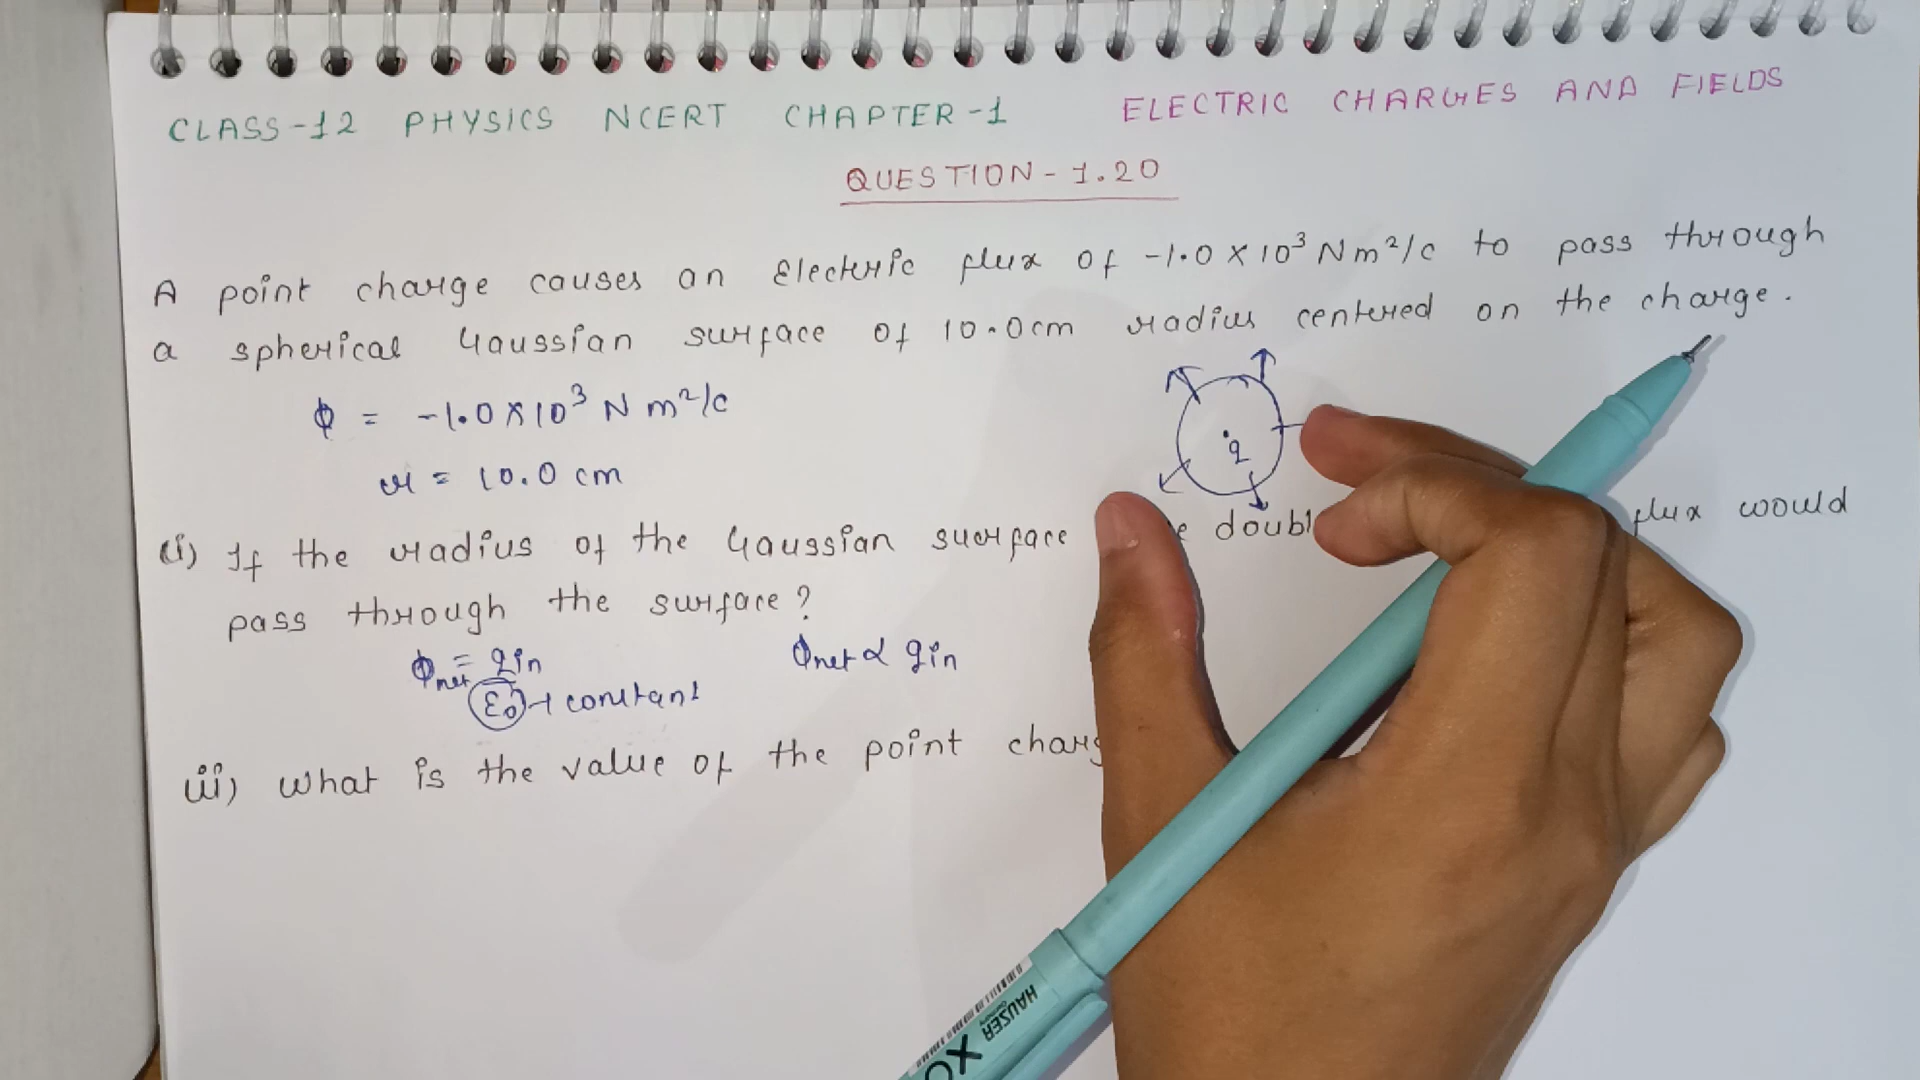 CLASS-12 PHYSICS NCERT CHAPTER-1 ELECTRIC CHARGES AND FIELDS
QUESTION-1.20
A point charge causes an Electric flux of -1.0 × 10³ Nm²/c to pass through
a spherical Gaussian surface of 10.0cm radius centered on the charge.
ϕ = -1.0×10³ N m²/c
r = 10.0 cm
q
(i) If the radius of the Gaussian surface doubl flux would
pass through the surface?
ϕnet = qin ϕnet ∝ qin
ε0 → constant
(ii) What is the value of the point charg
HAUSER
Germany
XO